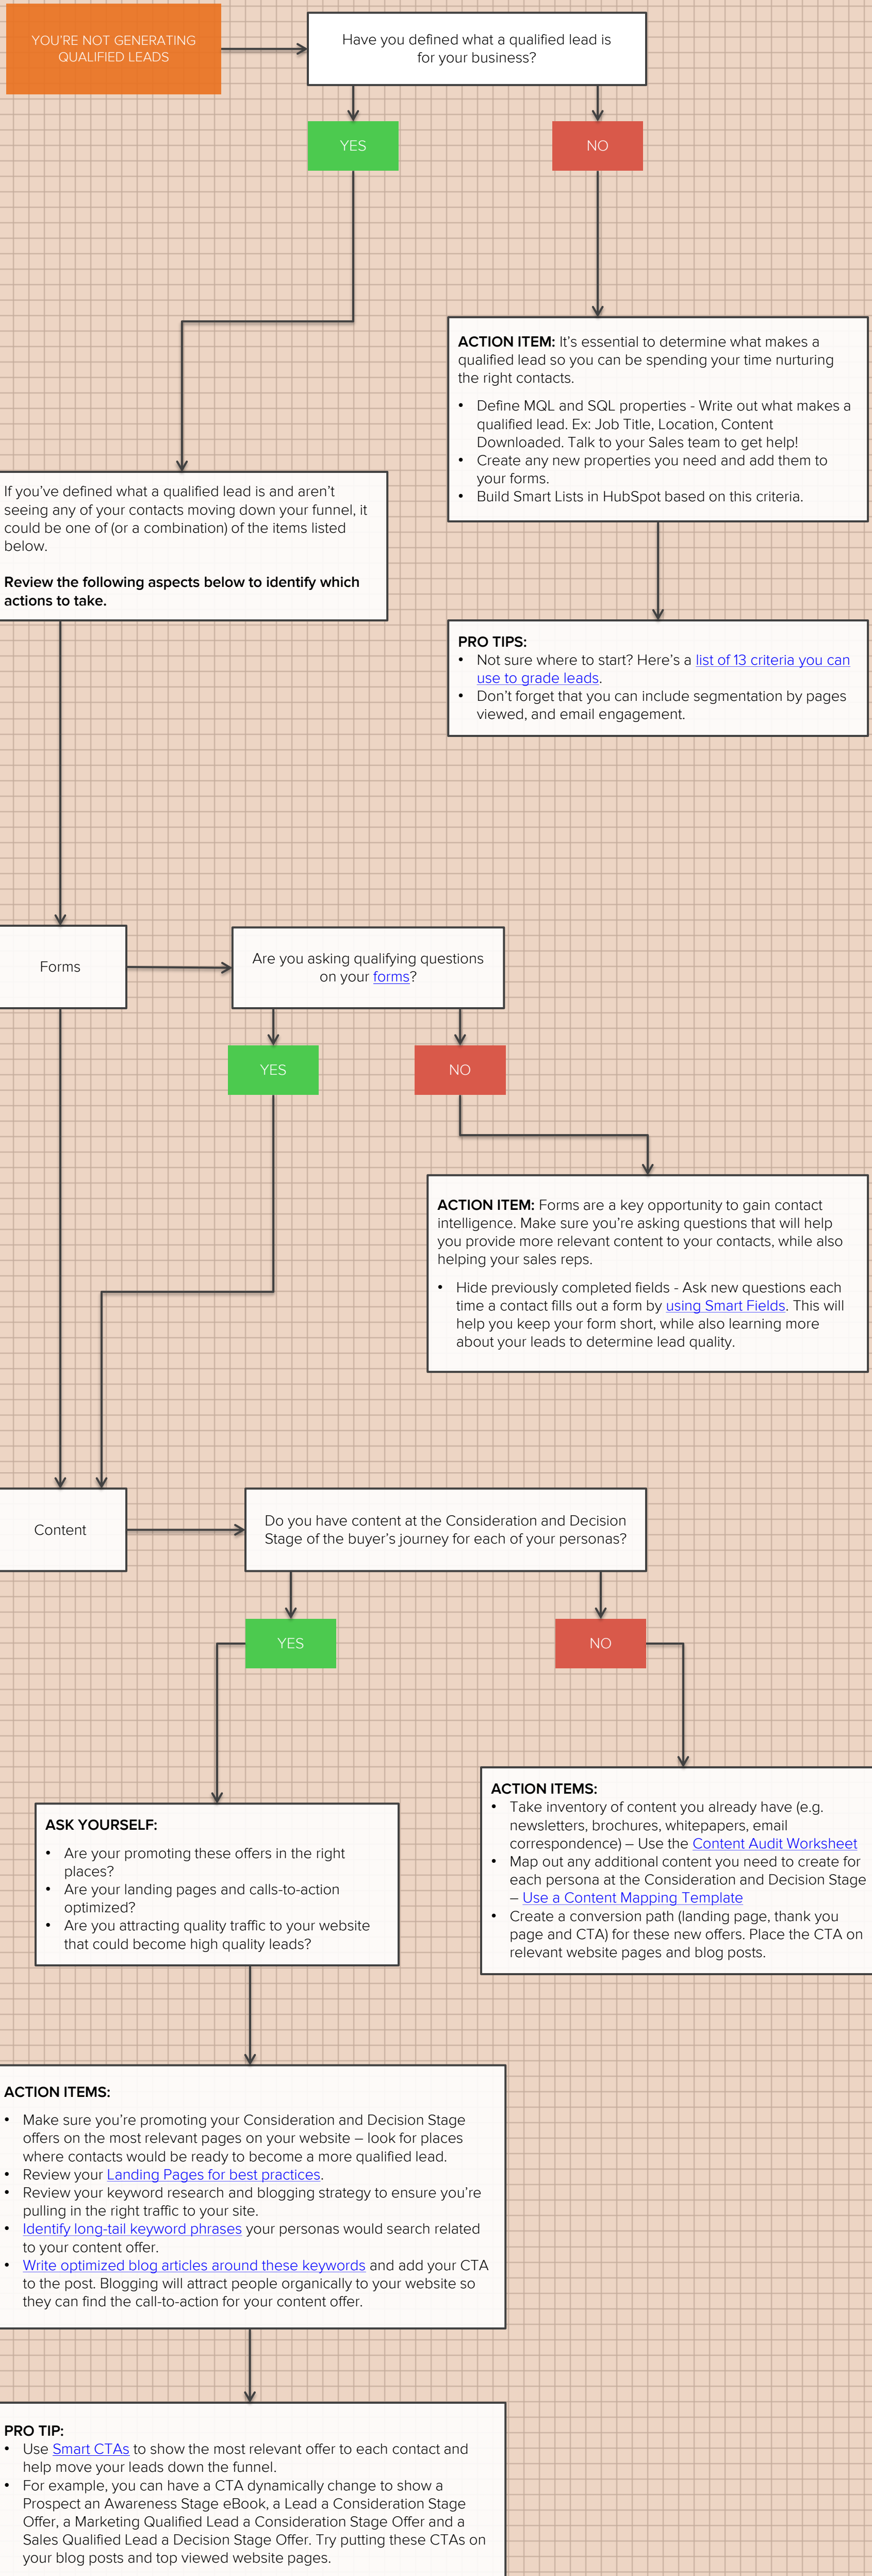 YOU'RE NOT GENERATING
QUALIFIED LEADS
Have you defined what a qualified lead is
for your business?
YES
NO
ACTION ITEM: It's essential to determine what makes a
qualified lead so you can be spending your time nurturing
the right contacts.
• Define MQL and SQL properties - Write out what makes a
qualified lead. Ex: Job Title, Location, Content
Downloaded. Talk to your Sales team to get help!
• Create any new properties you need and add them to
your forms.
• Build Smart Lists in HubSpot based on this criteria.
If you've defined what a qualified lead is and aren't
seeing any of your contacts moving down your funnel, it
could be one of (or a combination) of the items listed
below.
Review the following aspects below to identify which
actions to take.
PRO TIPS:
• Not sure where to start? Here's a list of 13 criteria you can
use to grade leads.
• Don't forget that you can include segmentation by pages
viewed, and email engagement.
Forms
Are you asking qualifying questions
on your forms?
YES
NO
ACTION ITEM: Forms are a key opportunity to gain contact
intelligence. Make sure you're asking questions that will help
you provide more relevant content to your contacts, while also
helping your sales reps.
• Hide previously completed fields - Ask new questions each
time a contact fills out a form by using Smart Fields. This will
help you keep your form short, while also learning more
about your leads to determine lead quality.
Content
Do you have content at the Consideration and Decision
Stage of the buyer's journey for each of your personas?
YES
NO
ACTION ITEMS:
• Take inventory of content you already have (e.g.
newsletters, brochures, whitepapers, email
correspondence) – Use the Content Audit Worksheet
• Map out any additional content you need to create for
each persona at the Consideration and Decision Stage
– Use a Content Mapping Template
• Create a conversion path (landing page, thank you
page and CTA) for these new offers. Place the CTA on
relevant website pages and blog posts.
ASK YOURSELF:
• Are your promoting these offers in the right
places?
• Are your landing pages and calls-to-action
optimized?
• Are you attracting quality traffic to your website
that could become high quality leads?
ACTION ITEMS:
• Make sure you're promoting your Consideration and Decision Stage
offers on the most relevant pages on your website – look for places
where contacts would be ready to become a more qualified lead.
• Review your Landing Pages for best practices.
• Review your keyword research and blogging strategy to ensure you're
pulling in the right traffic to your site.
• Identify long-tail keyword phrases your personas would search related
to your content offer.
• Write optimized blog articles around these keywords and add your CTA
to the post. Blogging will attract people organically to your website so
they can find the call-to-action for your content offer.
PRO TIP:
• Use Smart CTAs to show the most relevant offer to each contact and
help move your leads down the funnel.
• For example, you can have a CTA dynamically change to show a
Prospect an Awareness Stage eBook, a Lead a Consideration Stage
Offer, a Marketing Qualified Lead a Consideration Stage Offer and a
Sales Qualified Lead a Decision Stage Offer. Try putting these CTAs on
your blog posts and top viewed website pages.